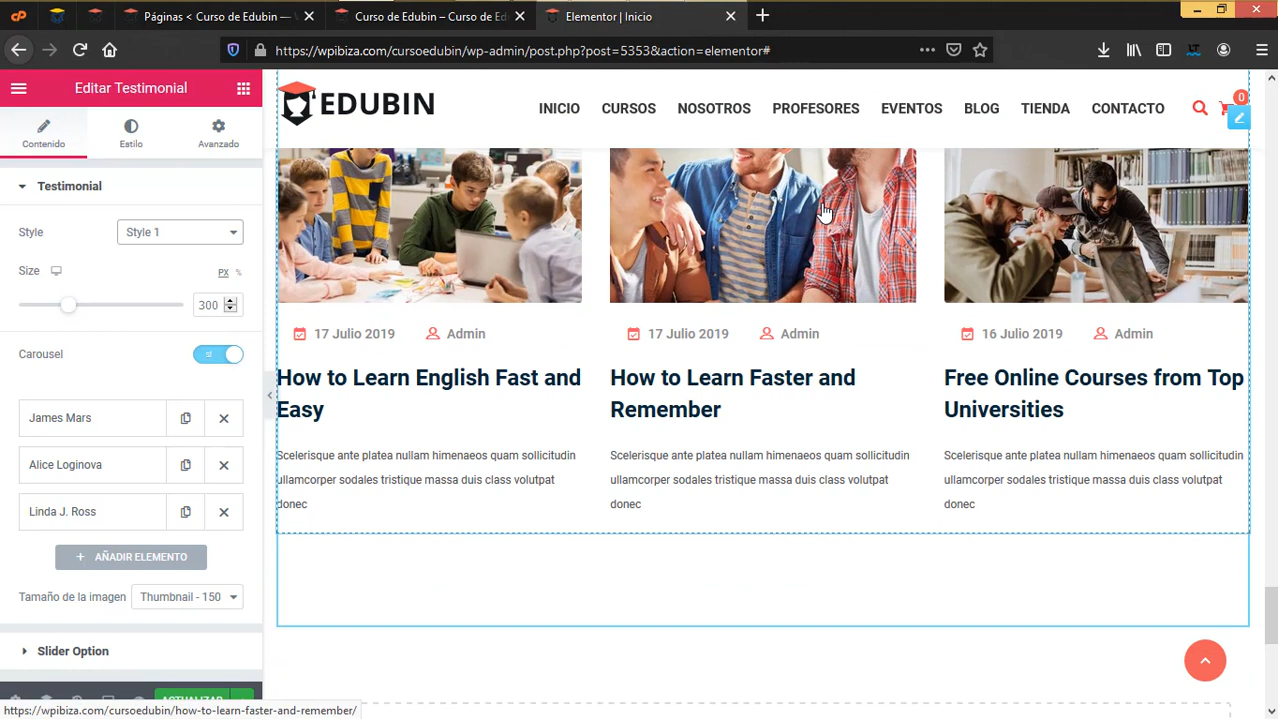 Páginas < Curso de Edubin —
Curso de Edubin – Curso de Ed
Elementor | Inicio
https://wpibiza.com/cursoedubin/wp-admin/post.php?post=5353&action=elementor#
Editar Testimonial
Contenido
Estilo
Avanzado
Testimonial
Style
Style 1
Size
PX %
300
Carousel
SÍ
James Mars
Alice Loginova
Linda J. Ross
AÑADIR ELEMENTO
Tamaño de la imagen
Thumbnail - 150
Slider Option
ACTUALIZAR
EDUBIN
INICIO CURSOS NOSOTROS PROFESORES EVENTOS BLOG TIENDA CONTACTO
0
17 Julio 2019 Admin
How to Learn English Fast and
Easy
Scelerisque ante platea nullam himenaeos quam sollicitudin
ullamcorper sodales tristique massa duis class volutpat
donec
17 Julio 2019 Admin
How to Learn Faster and
Remember
Scelerisque ante platea nullam himenaeos quam sollicitudin
ullamcorper sodales tristique massa duis class volutpat
donec
16 Julio 2019 Admin
Free Online Courses from Top
Universities
Scelerisque ante platea nullam himenaeos quam sollicitudin
ullamcorper sodales tristique massa duis class volutpat
donec
https://wpibiza.com/cursoedubin/how-to-learn-faster-and-remember/